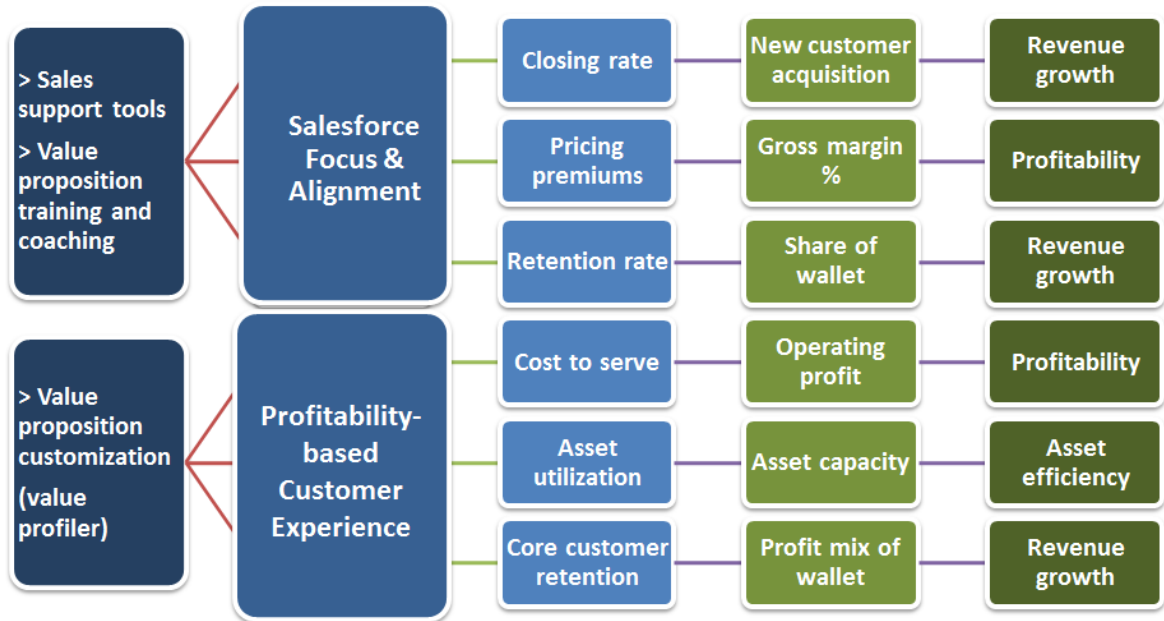 > Sales
support tools
> Value
proposition
training and
coaching
Salesforce
Focus &
Alignment
Closing rate
New customer
acquisition
Revenue
growth
Pricing
premiums
Gross margin
%
Profitability
Retention rate
Share of
wallet
Revenue
growth
> Value
proposition
customization
(value
profiler)
Profitability-
based
Customer
Experience
Cost to serve
Operating
profit
Profitability
Asset
utilization
Asset capacity
Asset
efficiency
Core customer
retention
Profit mix of
wallet
Revenue
growth